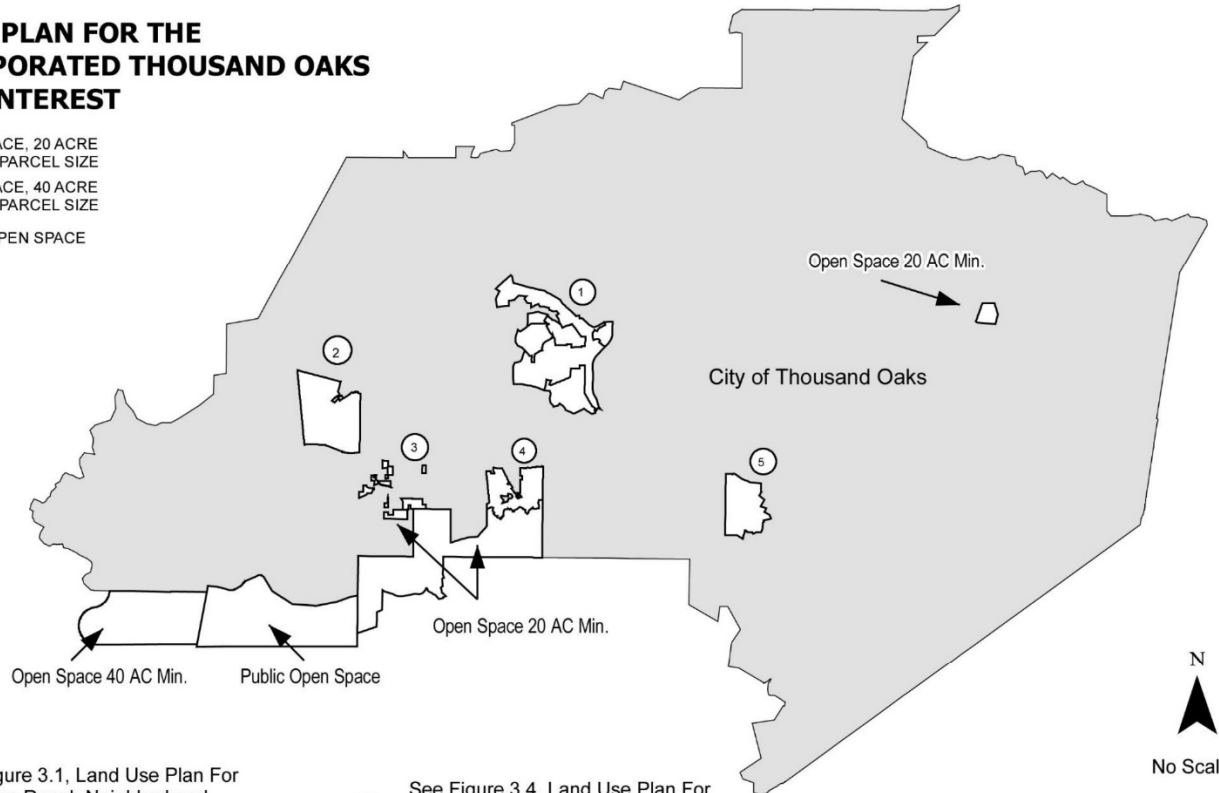 PLAN FOR THE
PORATED THOUSAND OAKS
NTEREST
ACE, 20 ACRE
PARCEL SIZE
ACE, 40 ACRE
PARCEL SIZE
PEN SPACE
Open Space 20 AC Min.
1
2
City of Thousand Oaks
3
4
5
Open Space 20 AC Min.
Open Space 40 AC Min.
Public Open Space
N
No Scal
gure 3.1, Land Use Plan For
See Figure 3.4, Land Use Plan For